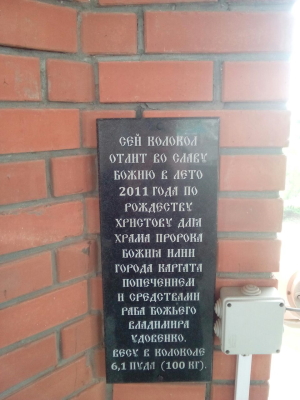 СЕЙ КОЛОКОЛ
ОТЛИТ ВО СЛАВУ
БОЖИЮ В ЛЕТО
2011 ГОДА ПО
РОЖДЕСТВУ
ХРИСТОВУ ДЛЯ
ХРАМА ПРОРОКА
БОЖИЯ ИЛИИ
ГОРОДА КАРГАТА
ПОПЕЧЕНИЕМ
И СРЕДСТВАМИ
РАБА БОЖЬЕГО
ВЛАДИМИРА
УДОВЕНКО.
ВЕСУ В КОЛОКОЛЕ
6,1 ПУДА (100 КГ).